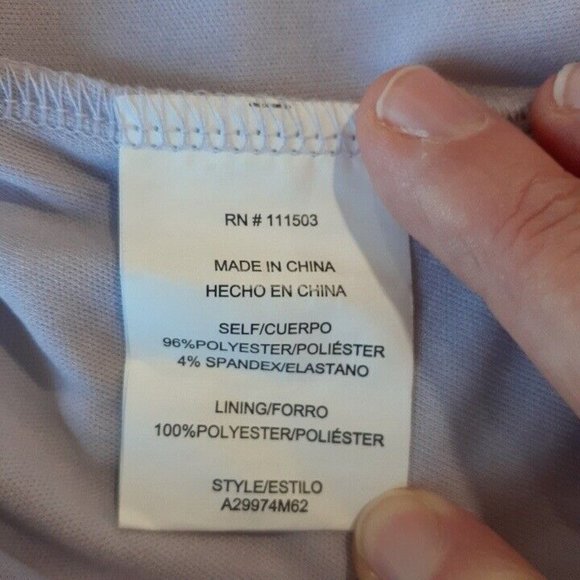 RN # 111503
MADE IN CHINA
HECHO EN CHINA
SELF/CUERPO
96%POLYESTER/POLIÉSTER
4% SPANDEX/ELASTANO
LINING/FORRO
100%POLYESTER/POLIÉSTER
STYLE/ESTILO
A29974M62